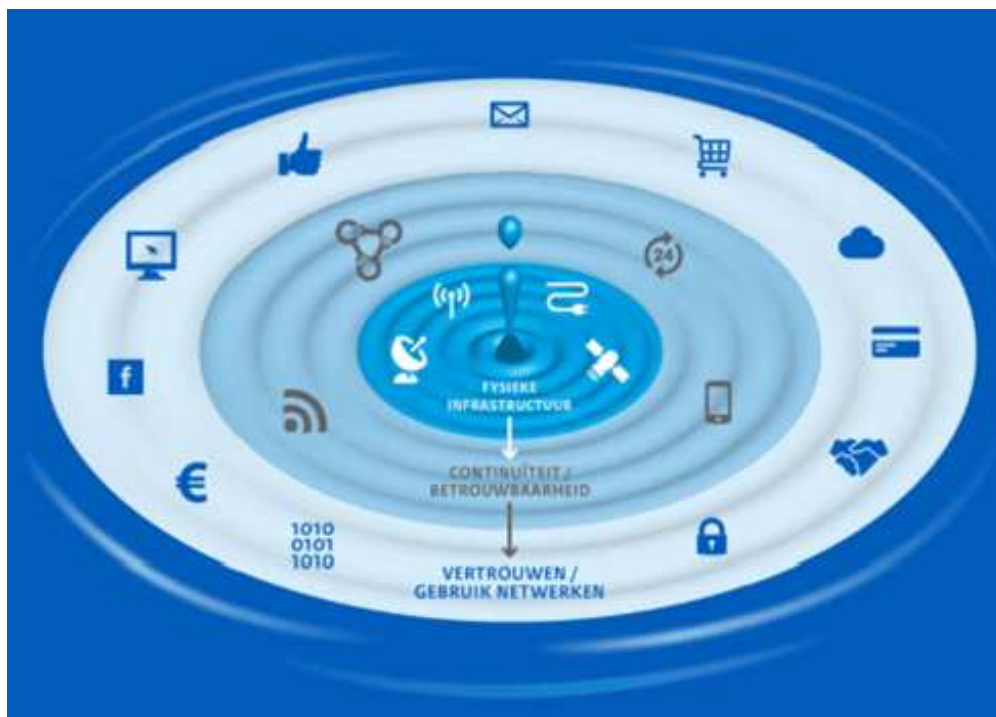 24
f
FYSIEKE
INFRASTRUCTUUR
CONTINUÏTEIT /
BETROUWBAARHEID
€
1010
0101
1010
VERTROUWEN /
GEBRUIK NETWERKEN